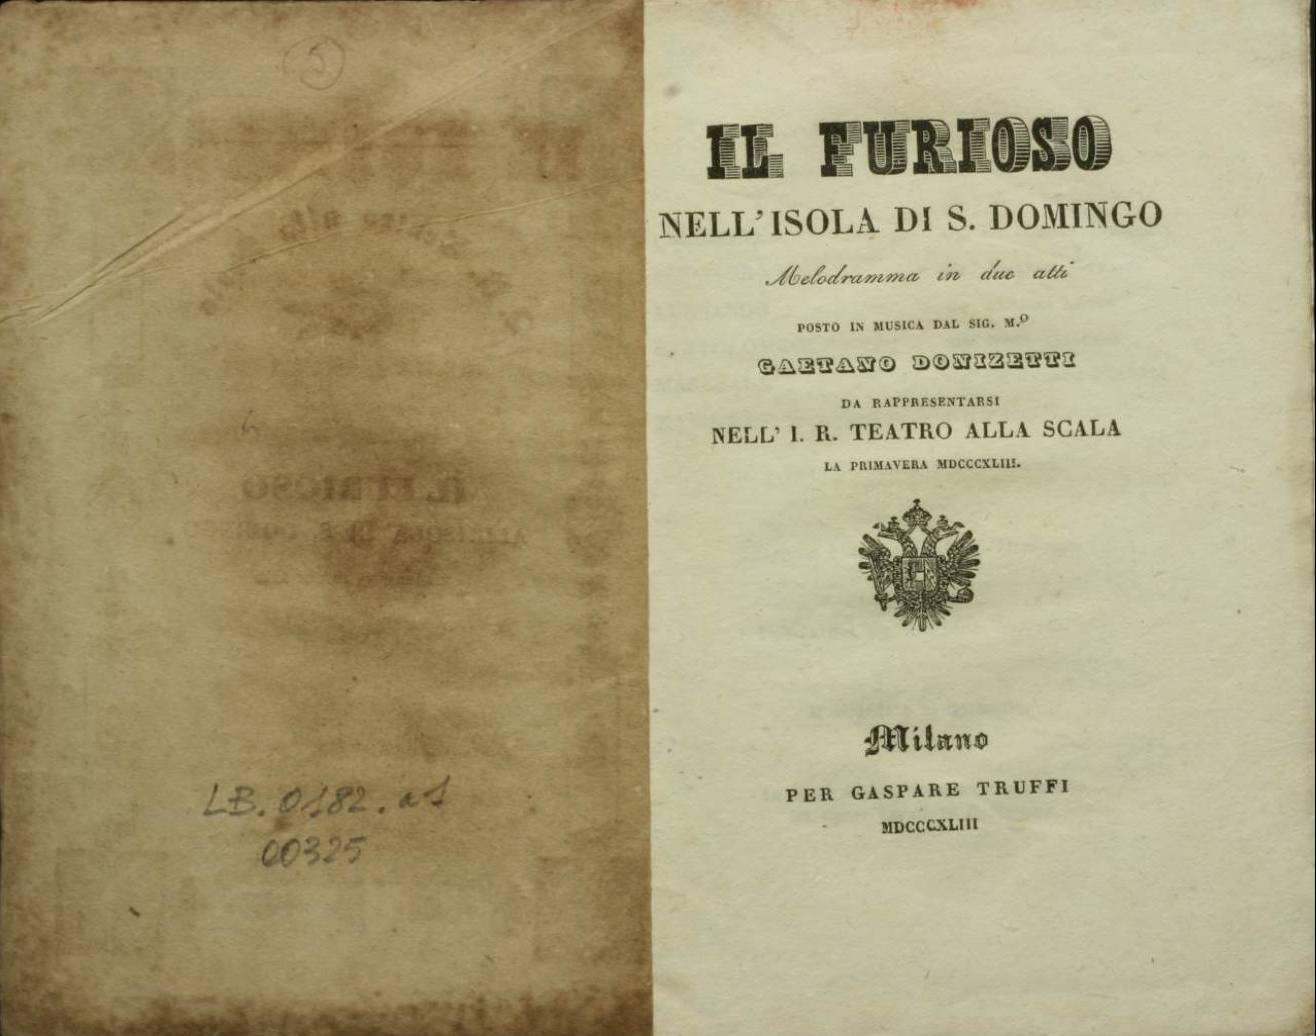 5
LB. 0182. a1
00325
IL FURIOSO
NELL' ISOLA DI S. DOMINGO
Melodramma in due atti
POSTO IN MUSICA DAL SIG. M.º
GAETANO DONIZETTI
DA RAPPRESENTARSI
NELL' I. R. TEATRO ALLA SCALA
LA PRIMAVERA MDCCCXLIII.
Milano
PER GASPARE TRUFFI
MDCCCXLIII